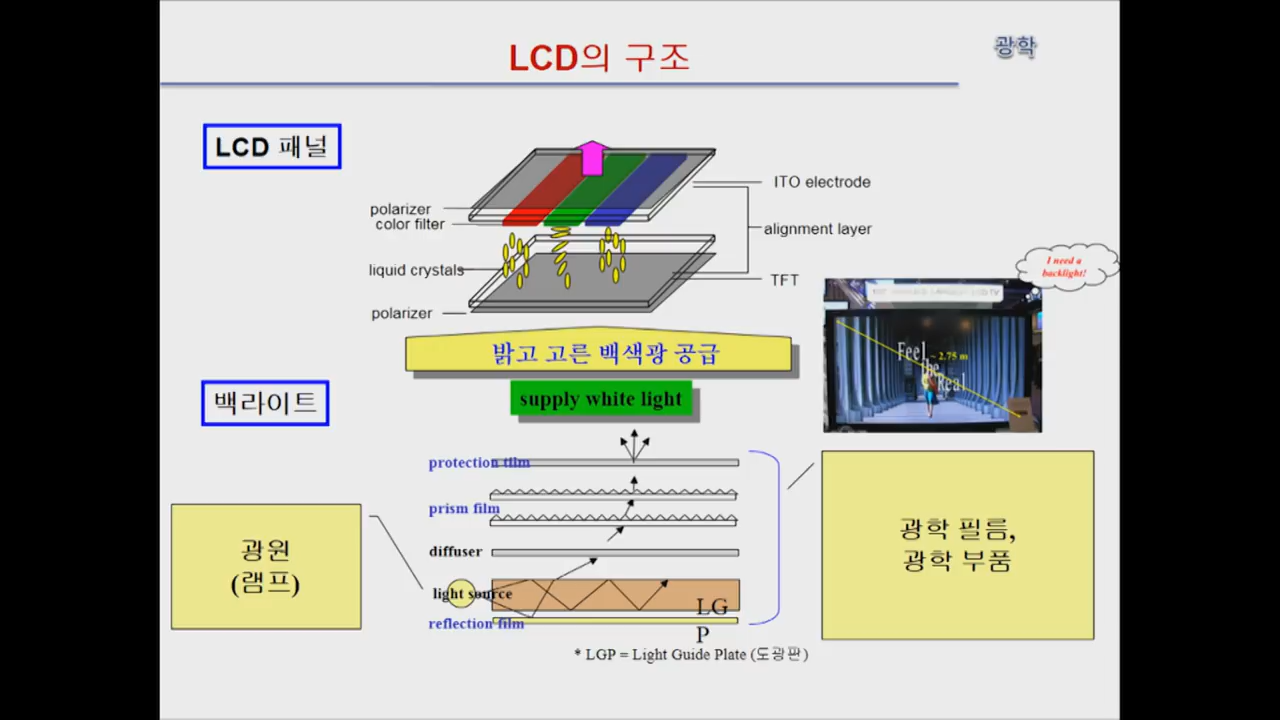 LCD의 구조
광학
LCD 패널
ITO electrode
polarizer
color filter
alignment layer
liquid crystals
TFT
polarizer
I need a
backlight!
밝고 고른 백색광 공급
백라이트
supply white light
Feel
~ 2.75 m
the
Real
protection film
prism film
diffuser
light source
reflection film
LG
P
광원
(램프)
광학 필름,
광학 부품
* LGP = Light Guide Plate (도광판)